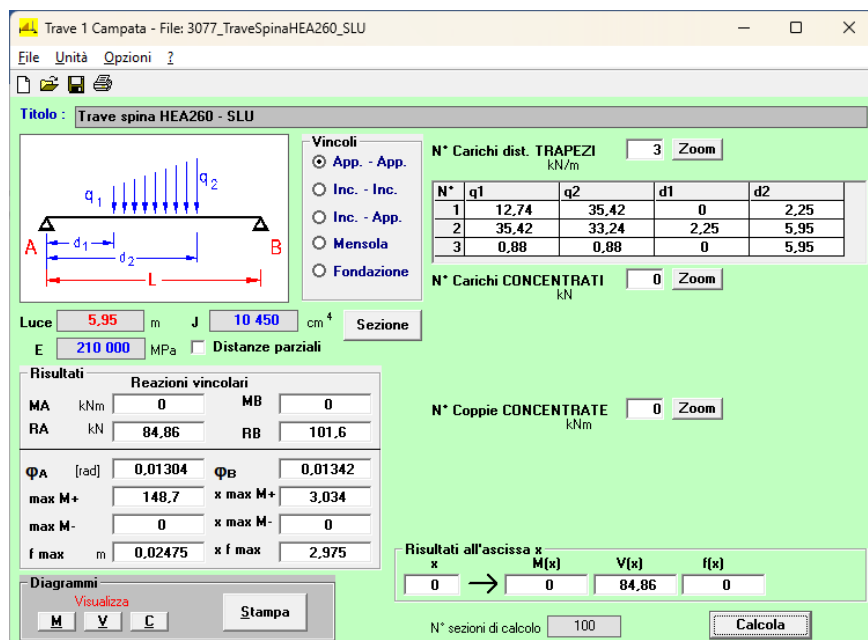 Trave 1 Campata - File: 3077_TraveSpinaHEA260_SLU
File Unità Opzioni ?
Titolo : Trave spina HEA260 - SLU
q1 q2
A B
d1
d2
L
Vincoli
App. - App.
Inc. - Inc.
Inc. - App.
Mensola
Fondazione
N° Carichi dist. TRAPEZI 3 Zoom
kN/m
N° q1 q2 d1 d2
1 12,74 35,42 0 2,25
2 35,42 33,24 2,25 5,95
3 0,88 0,88 0 5,95
N° Carichi CONCENTRATI 0 Zoom
kN
Luce 5,95 m J 10 450 cm 4 Sezione
E 210 000 MPa Distanze parziali
Risultati
Reazioni vincolari
MA kNm 0 MB 0
RA kN 84,86 RB 101,6
φA [rad] 0,01304 φB 0,01342
max M+ 148,7 x max M+ 3,034
max M- 0 x max M- 0
f max m 0,02475 x f max 2,975
N° Coppie CONCENTRATE 0 Zoom
kNm
Risultati all'ascissa x
x M(x) V(x) f(x)
0 0 84,86 0
Diagrammi
Visualizza
M V C Stampa
N° sezioni di calcolo 100 Calcola